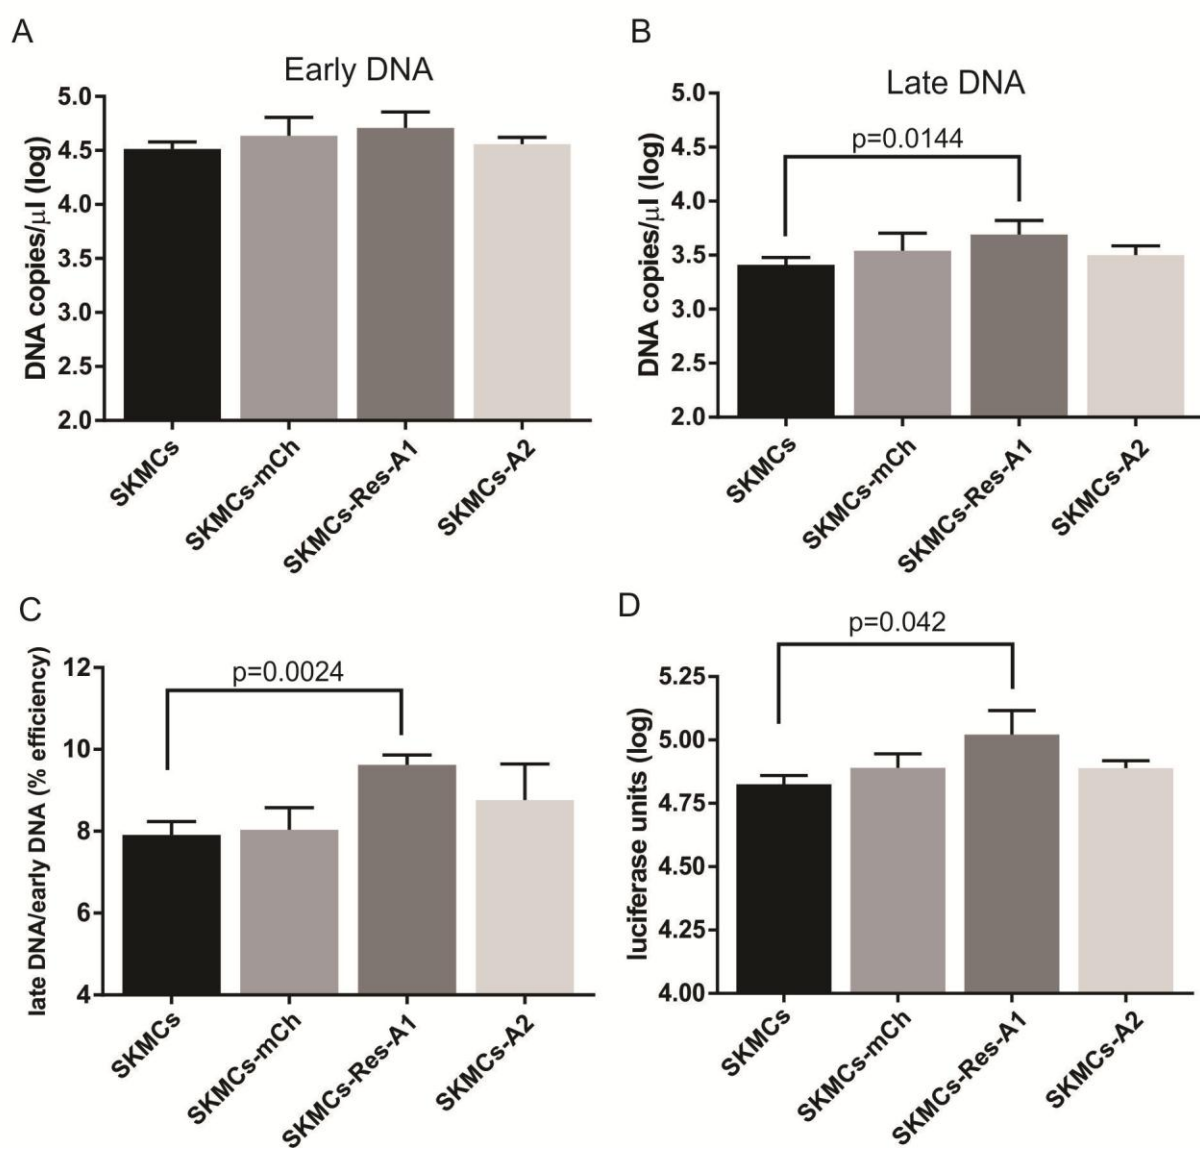 A
Early DNA
DNA copies/μl (log)
5.0
4.5
4.0
3.5
3.0
2.5
2.0
SKMCs
SKMCs-mCh
SKMCs-Res-A1
SKMCs-A2
B
Late DNA
p=0.0144
DNA copies/μl (log)
5.0
4.5
4.0
3.5
3.0
2.5
2.0
SKMCs
SKMCs-mCh
SKMCs-Res-A1
SKMCs-A2
C
p=0.0024
late DNA/early DNA (% efficiency)
12
10
8
6
4
SKMCs
SKMCs-mCh
SKMCs-Res-A1
SKMCs-A2
D
p=0.042
luciferase units (log)
5.25
5.00
4.75
4.50
4.25
4.00
SKMCs
SKMCs-mCh
SKMCs-Res-A1
SKMCs-A2